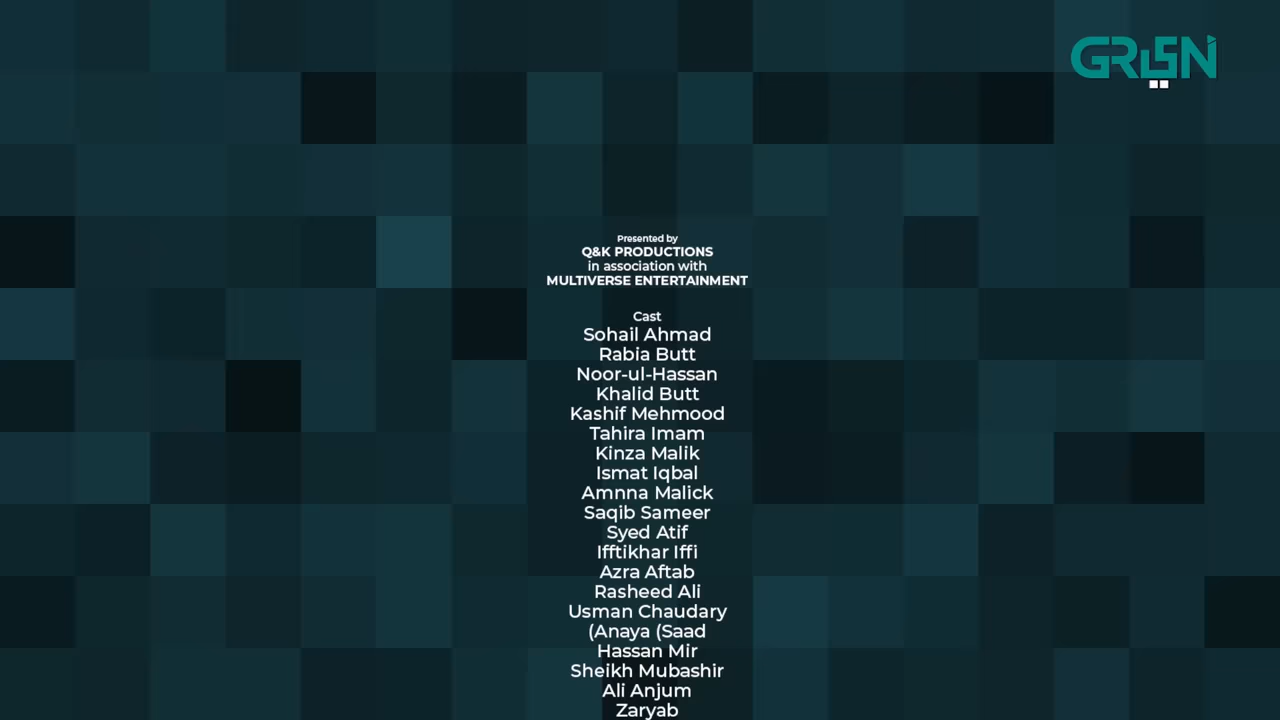 GREEN
Presented by
Q&K PRODUCTIONS
in association with
MULTIVERSE ENTERTAINMENT
Cast
Sohail Ahmad
Rabia Butt
Noor-ul-Hassan
Khalid Butt
Kashif Mehmood
Tahira Imam
Kinza Malik
Ismat Iqbal
Amnna Malick
Saqib Sameer
Syed Atif
Ifftikhar Iffi
Azra Aftab
Rasheed Ali
Usman Chaudary
(Anaya (Saad
Hassan Mir
Sheikh Mubashir
Ali Anjum
Zaryab